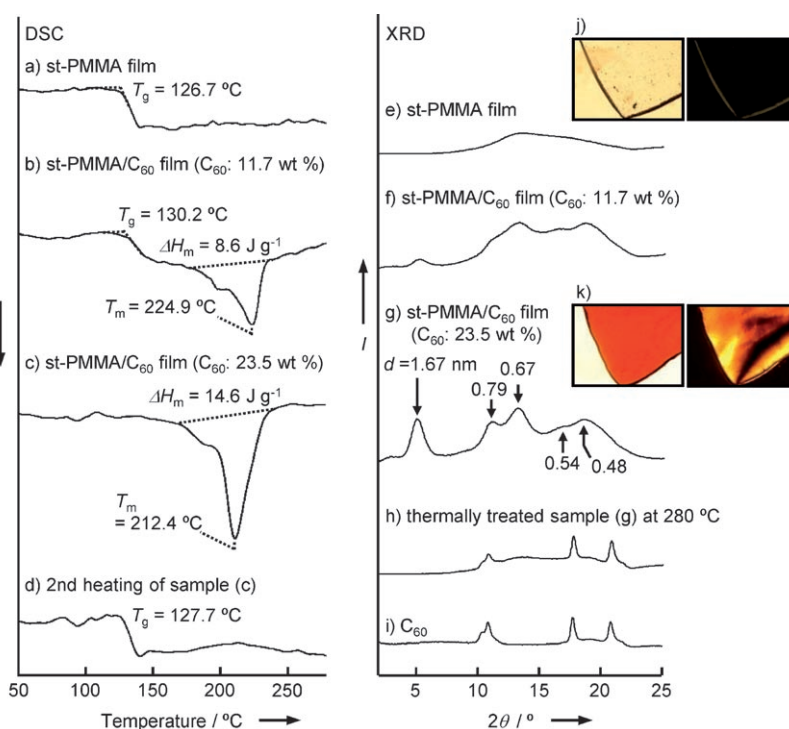 DSC
a) st-PMMA film
Tg = 126.7 ºC
b) st-PMMA/C60 film (C60: 11.7 wt %)
Tg = 130.2 ºC
ΔHm = 8.6 J g-1
Tm = 224.9 ºC
c) st-PMMA/C60 film (C60: 23.5 wt %)
ΔHm = 14.6 J g-1
Tm
= 212.4 ºC
d) 2nd heating of sample (c)
Tg = 127.7 ºC
50 100 150 200 250
Temperature / ºC
XRD
j)
e) st-PMMA film
f) st-PMMA/C60 film (C60: 11.7 wt %)
I
g) st-PMMA/C60 film
(C60: 23.5 wt %)
k)
d =1.67 nm
0.79
0.67
0.54
0.48
h) thermally treated sample (g) at 280 ºC
i) C60
5 10 15 20 25
2θ / º